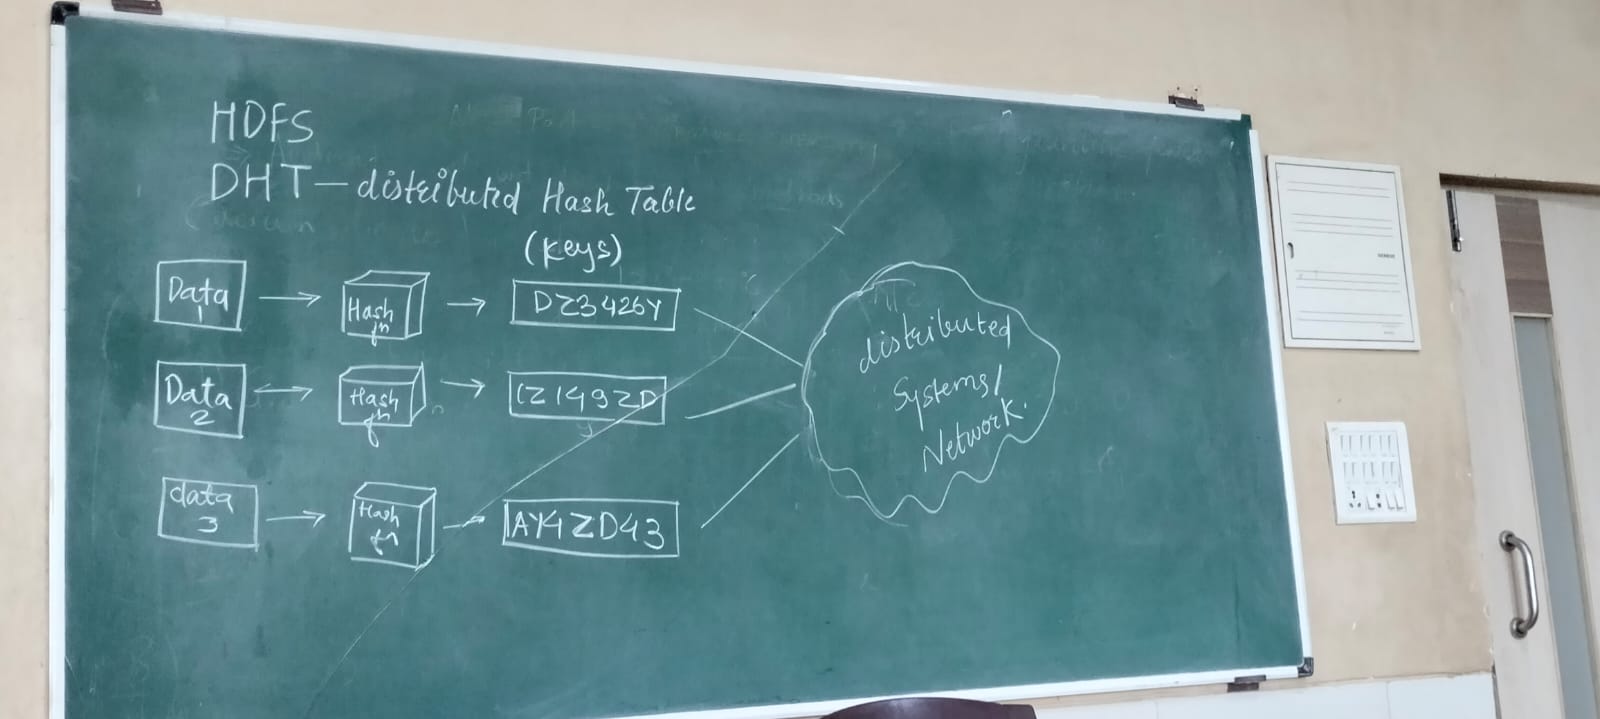 HDFS
DHT – distributed Hash Table
(Keys)
Data 1
Hash fn
DZ3426Y
Data 2
Hash fn
CZ149ZD
data 3
Hash fn
AY4ZD43
distributed
Systems/
Network.